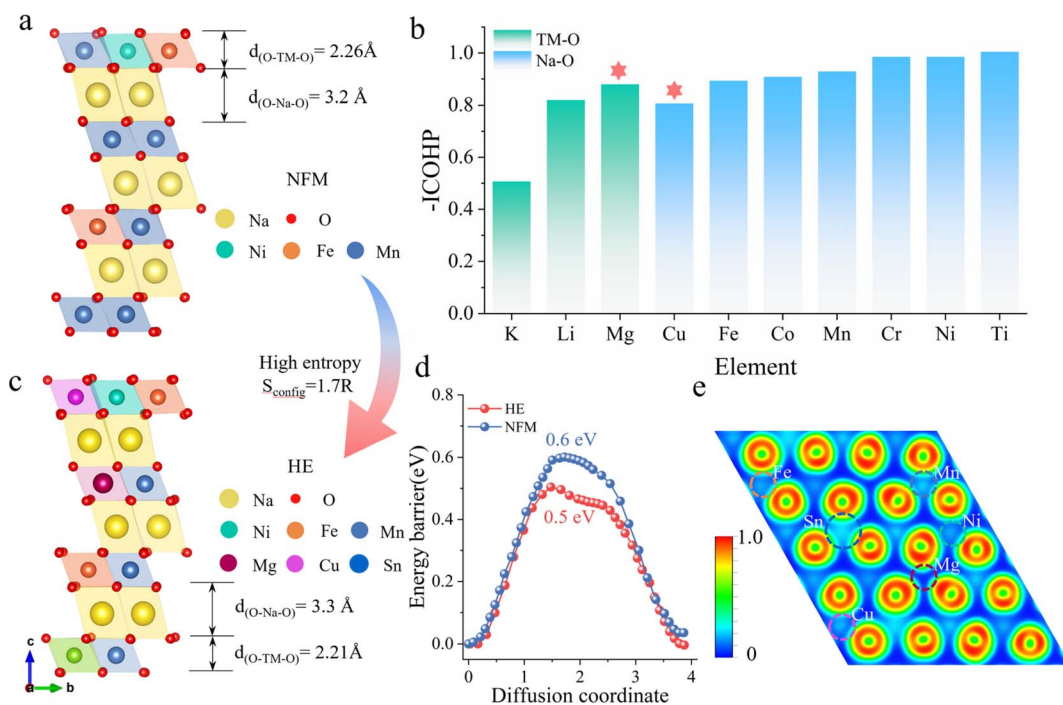 a
d(O-TM-O)= 2.26Å
d(O-Na-O)= 3.2 Å
NFM
Na
O
Ni
Fe
Mn
b
TM-O
Na-O
-ICOHP
1.0
0.8
0.6
0.4
0.2
0.0
K
Li
Mg
Cu
Fe
Co
Mn
Cr
Ni
Ti
Element
High entropy
Sconfig=1.7R
c
HE
Na
O
Ni
Fe
Mn
Mg
Cu
Sn
d(O-Na-O)= 3.3 Å
d(O-TM-O)= 2.21Å
c
a
b
d
HE
NFM
0.6 eV
0.5 eV
Energy barrier(eV)
0.8
0.6
0.4
0.2
0.0
0
1
2
3
4
Diffusion coordinate
e
Fe
Mn
Sn
Ni
Mg
Cu
1.0
0